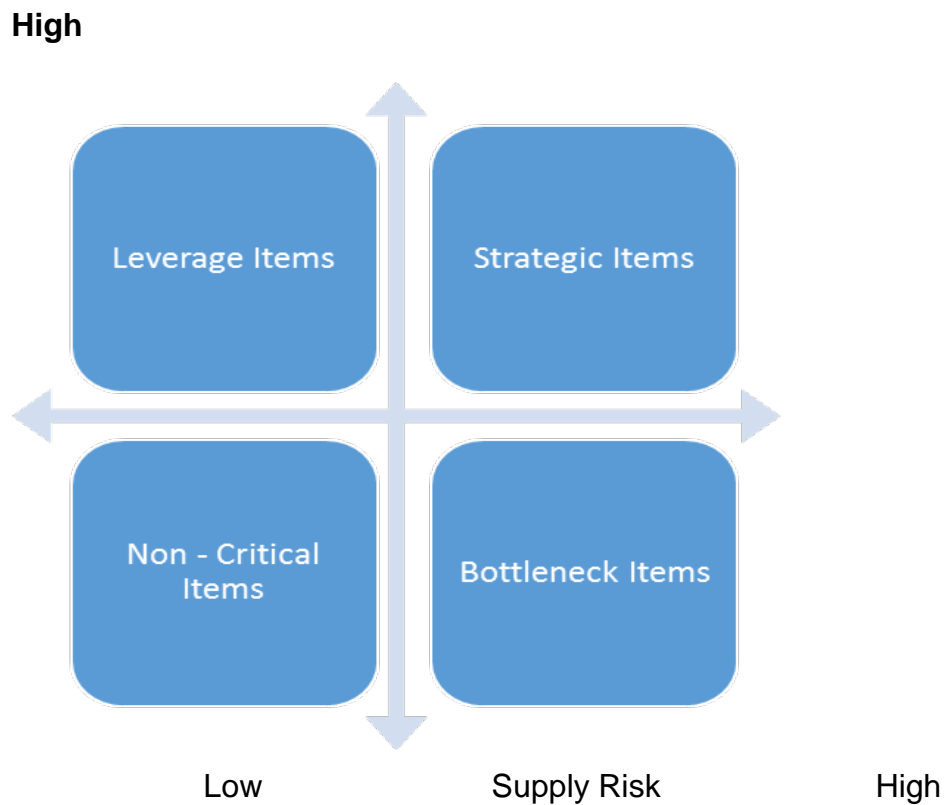 High
Leverage Items
Strategic Items
Non - Critical
Items
Bottleneck Items
Low
Supply Risk
High